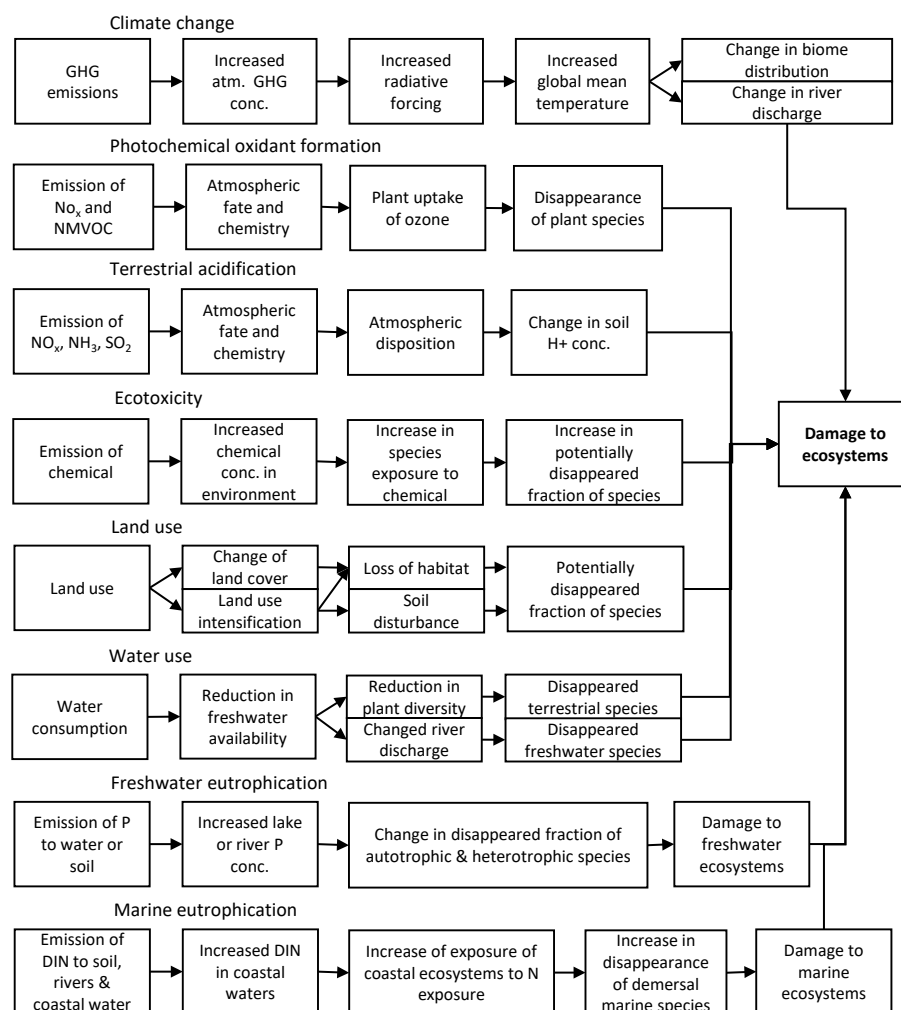 Climate change
GHG
emissions
Increased
atm. GHG
conc.
Increased
radiative
forcing
Increased
global mean
temperature
Change in biome
distribution
Change in river
discharge
Photochemical oxidant formation
Emission of
Nox and
NMVOC
Atmospheric
fate and
chemistry
Plant uptake
of ozone
Disappearance
of plant species
Terrestrial acidification
Emission of
NOx, NH3, SO2
Atmospheric
fate and
chemistry
Atmospheric
disposition
Change in soil
H+ conc.
Ecotoxicity
Emission of
chemical
Increased
chemical
conc. in
environment
Increase in
species
exposure to
chemical
Increase in
potentially
disappeared
fraction of species
Damage to
ecosystems
Land use
Land use
Change of
land cover
Land use
intensification
Loss of habitat
Soil
disturbance
Potentially
disappeared
fraction of species
Water use
Water
consumption
Reduction in
freshwater
availability
Reduction in
plant diversity
Changed river
discharge
Disappeared
terrestrial species
Disappeared
freshwater species
Freshwater eutrophication
Emission of P
to water or
soil
Increased lake
or river P
conc.
Change in disappeared fraction of
autotrophic & heterotrophic species
Damage to
freshwater
ecosystems
Marine eutrophication
Emission of
DIN to soil,
rivers &
coastal water
Increased DIN
in coastal
waters
Increase of exposure of
coastal ecosystems to N
exposure
Increase in
disappearance
of demersal
marine species
Damage to
marine
ecosystems